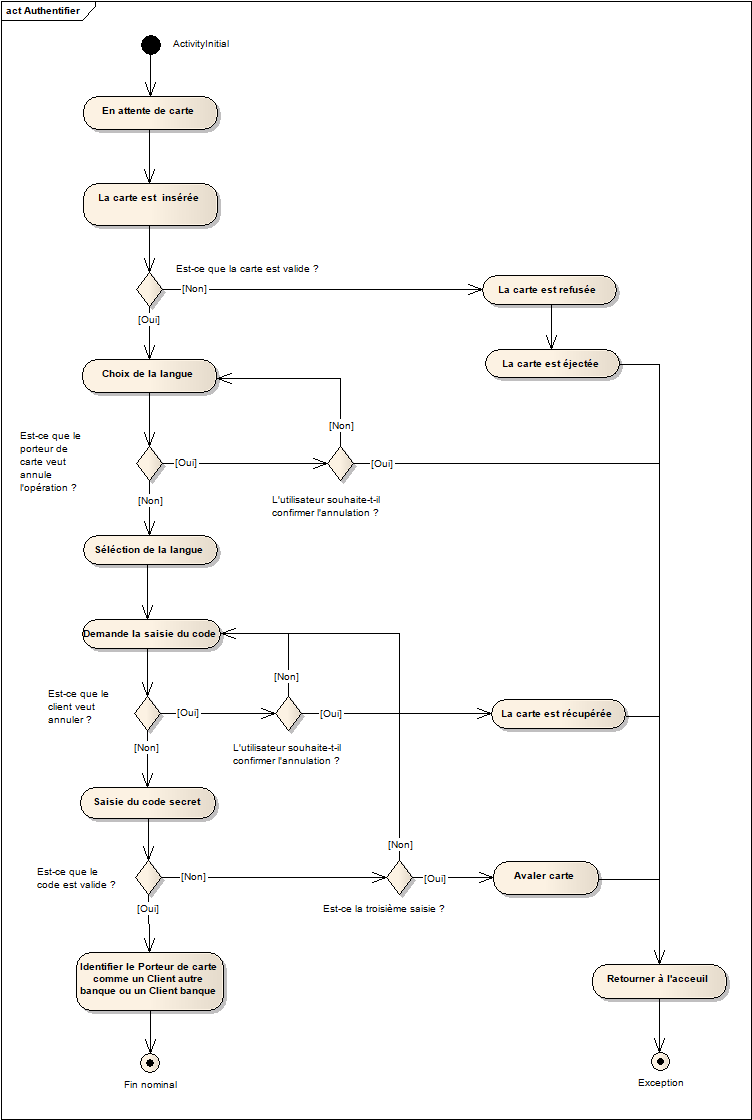 act Authentifier
ActivityInitial
En attente de carte
La carte est insérée
Est-ce que la carte est valide ?
[Non]
La carte est refusée
[Oui]
La carte est éjectée
Choix de la langue
[Non]
Est-ce que le
porteur de
carte veut
annule
l'opération ?
[Oui]
[Oui]
[Non]
L'utilisateur souhaite-t-il
confirmer l'annulation ?
Séléction de la langue
Demande la saisie du code
[Non]
Est-ce que le
client veut
annuler ?
[Oui]
[Oui]
La carte est récupérée
[Non]
L'utilisateur souhaite-t-il
confirmer l'annulation ?
Saisie du code secret
[Non]
Est-ce que le
code est valide ?
[Non]
[Oui]
Avaler carte
[Oui]
Est-ce la troisième saisie ?
Identifier le Porteur de carte
comme un Client autre
banque ou un Client banque
Retourner à l'acceuil
Fin nominal
Exception